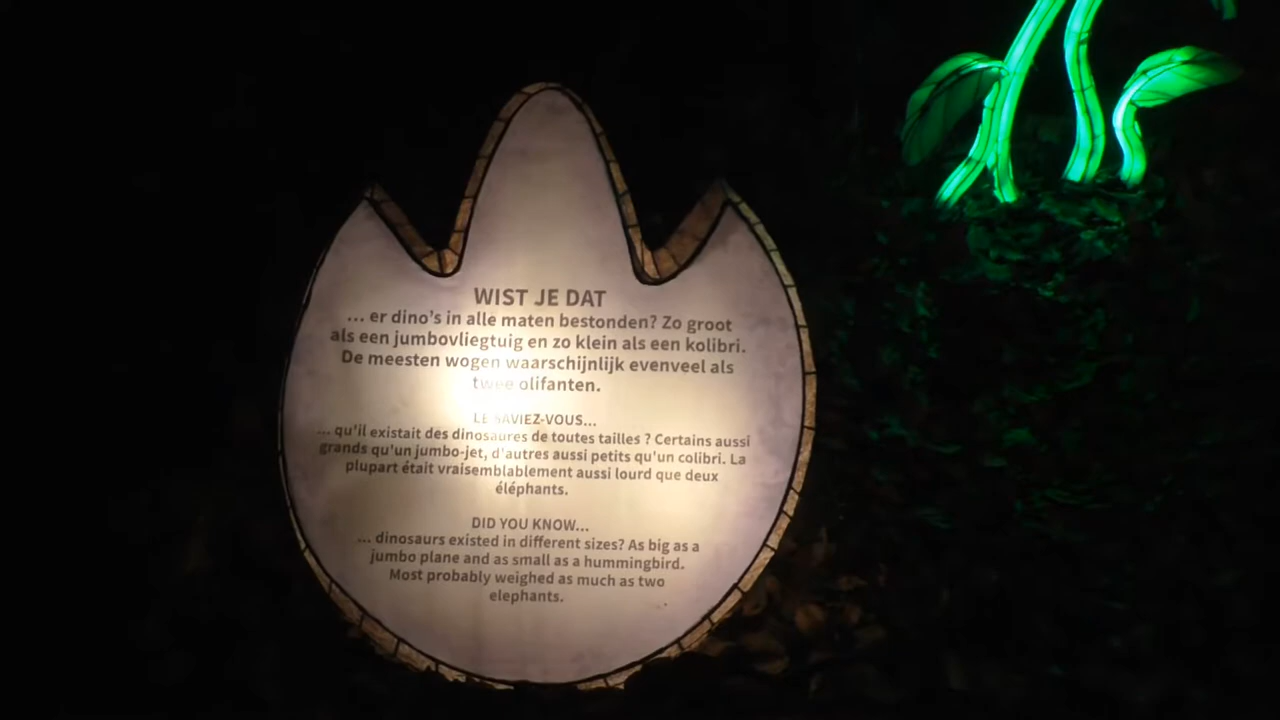 WIST JE DAT
... er dino's in alle maten bestonden? Zo groot
als een jumbovliegtuig en zo klein als een kolibri.
De meesten wogen waarschijnlijk evenveel als
twee olifanten.
LE SAVIEZ-VOUS...
... qu'il existait des dinosaures de toutes tailles ? Certains aussi
grands qu'un jumbo-jet, d'autres aussi petits qu'un colibri. La
plupart était vraisemblablement aussi lourd que deux
éléphants.
DID YOU KNOW...
... dinosaurs existed in different sizes? As big as a
jumbo plane and as small as a hummingbird.
Most probably weighed as much as two
elephants.